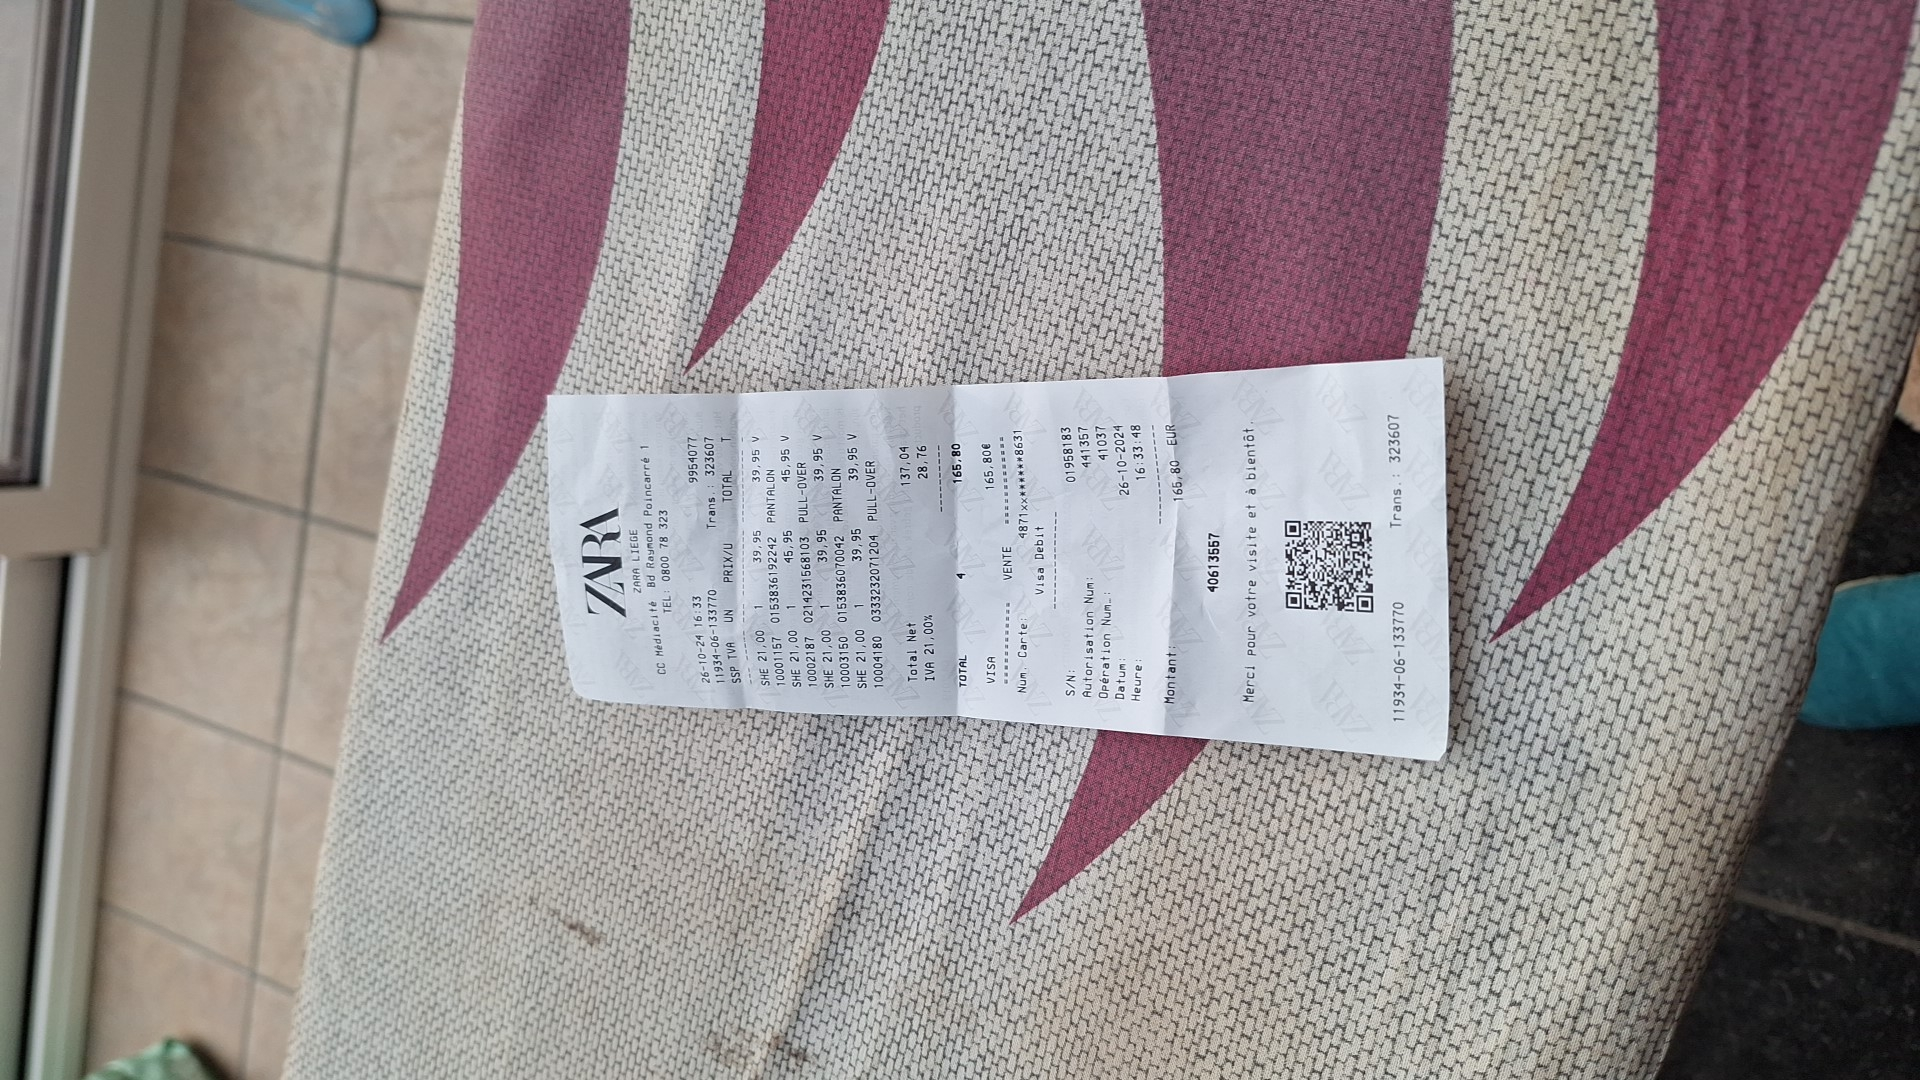 ZARA
ZARA LIEGE
CC Médiacité Bd Raymond Poincarré 1
TEL: 0800 78 323
26-10-24 16:33 9954077
11934-06-133770 Trans.: 323607
SSP TVA UN PRIX/U TOTAL T
SHE 21,00 1 39,95 39,95 V
10001157 0153836192242 PANTALON
SHE 21,00 1 45,95 45,95 V
10002187 0214231568103 PULL-OVER
SHE 21,00 1 39,95 39,95 V
10003150 0153836070042 PANTALON
SHE 21,00 1 39,95 39,95 V
10004180 03332332071204 PULL-OVER
Total Net 137,04
IVA 21,00% 28,76
TOTAL 4 165,80
VISA 165,80€
========== VENTE ==========
Num. Carte: 4871××******8631
Visa Debit
S/N: 01958183
Autorisation Num: 441357
Opération Num.: 41037
Datum: 26-10-2024
Heure: 16:33:48
Montant: 165,80 EUR
40613557
Merci pour votre visite et à bientôt.
11934-06-133770 Trans.: 323607